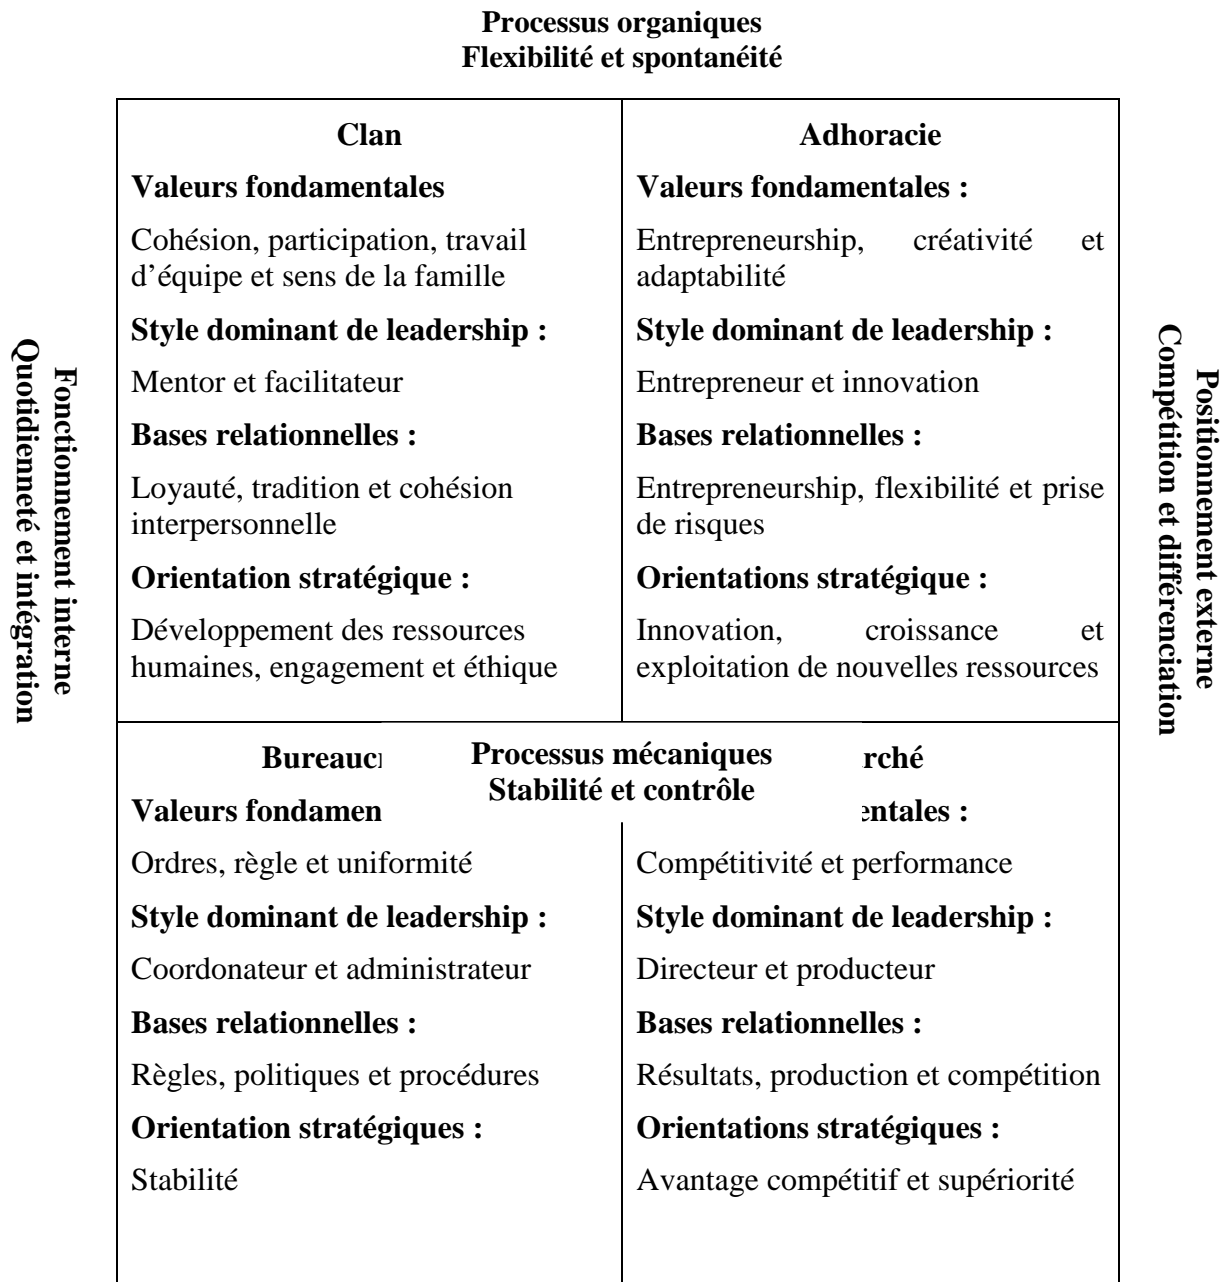 Processus organiques
Flexibilité et spontanéité
Clan
Valeurs fondamentales
Cohésion, participation, travail
d’équipe et sens de la famille
Style dominant de leadership :
Mentor et facilitateur
Bases relationnelles :
Loyauté, tradition et cohésion
interpersonnelle
Orientation stratégique :
Développement des ressources
humaines, engagement et éthique
Adhoracie
Valeurs fondamentales :
Entrepreneurship, créativité et
adaptabilité
Style dominant de leadership :
Entrepreneur et innovation
Bases relationnelles :
Entrepreneurship, flexibilité et prise
de risques
Orientations stratégique :
Innovation, croissance et
exploitation de nouvelles ressources
Fonctionnement interne
Quotidienneté et intégration
Positionnement externe
Compétition et différenciation
Processus mécaniques
Stabilité et contrôle
Valeurs
Ordres, règle et uniformité
Style dominant de leadership :
Coordonateur et administrateur
Bases relationnelles :
Règles, politiques et procédures
Orientation stratégiques :
Stabilité
Compétitivité et performance
Style dominant de leadership :
Directeur et producteur
Bases relationnelles :
Résultats, production et compétition
Orientations stratégiques :
Avantage compétitif et supériorité